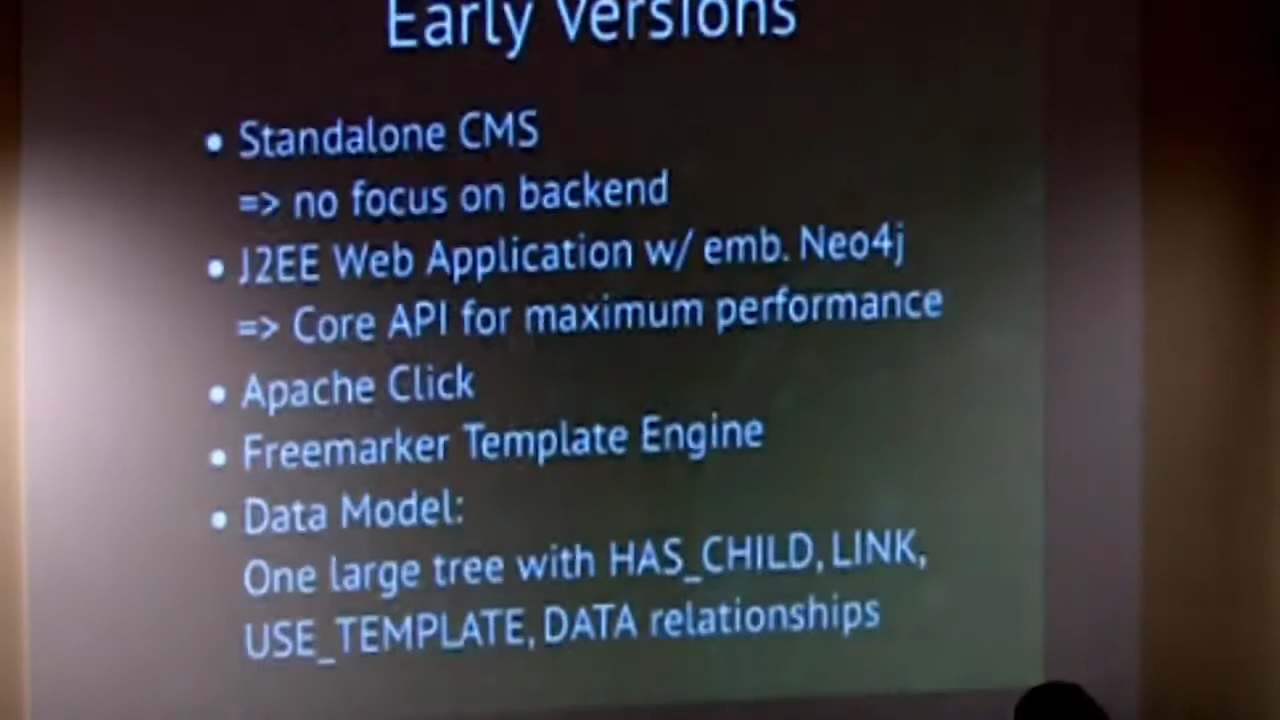 Early Versions
• Standalone CMS
=> no focus on backend
• J2EE Web Application w/ emb. Neo4j
=> Core API for maximum performance
• Apache Click
• Freemarker Template Engine
• Data Model:
One large tree with HAS_CHILD, LINK,
USE_TEMPLATE, DATA relationships